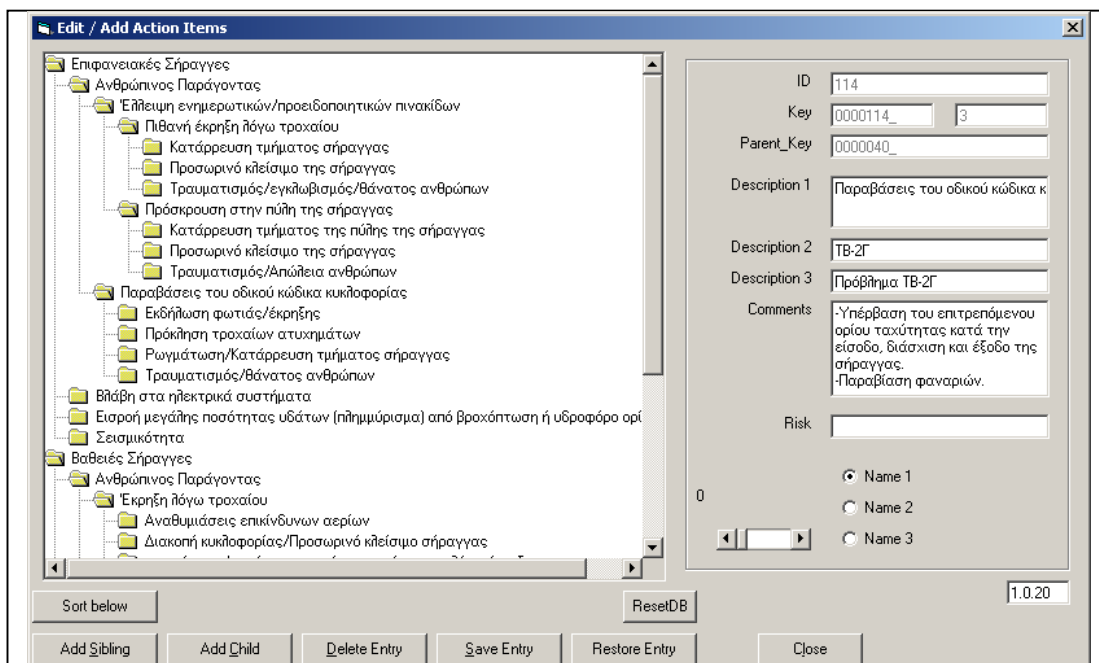 Edit / Add Action Items
Επιφανειακές Σήραγγες
Ανθρώπινος Παράγοντας
Έλλειψη ενημερωτικών/προειδοποιητικών πινακίδων
Πιθανή έκρηξη λόγω τροχαίου
Κατάρρευση τμήματος σήραγγας
Προσωρινό κλείσιμο της σήραγγας
Τραυματισμός/εγκλωβισμός/θάνατος ανθρώπων
Πρόσκρουση στην πύλη της σήραγγας
Κατάρρευση τμήματος της πύλης της σήραγγας
Προσωρινό κλείσιμο της σήραγγας
Τραυματισμός/Απώλεια ανθρώπων
Παραβάσεις του οδικού κώδικα κυκλοφορίας
Εκδήλωση φωτιάς/έκρηξης
Πρόκληση τροχαίων ατυχημάτων
Ρωγμάτωση/Κατάρρευση τμήματος σήραγγας
Τραυματισμός/θάνατος ανθρώπων
Βλάβη στα ηλεκτρικά συστήματα
Εισροή μεγάλης ποσότητας υδάτων (πλημμύρισμα) από βροχόπτωση ή υδροφόρο ορί
Σεισμικότητα
Βαθειές Σήραγγες
Ανθρώπινος Παράγοντας
Έκρηξη λόγω τροχαίου
Αναθυμιάσεις επικίνδυνων αερίων
Διακοπή κυκλοφορίας/Προσωρινό κλείσιμο σήραγγας
ID 114
Key 0000114_ 3
Parent_Key 0000040_
Description 1 Παραβάσεις του οδικού κώδικα κ
Description 2 ΤΒ-2Γ
Description 3 Πρόβλημα ΤΒ-2Γ
Comments -Υπέρβαση του επιτρεπόμενου
ορίου ταχύτητας κατά την
είσοδο, διάσχιση και έξοδο της
σήραγγας.
-Παραβίαση φαναριών.
Risk
0
Name 1
Name 2
Name 3
1.0.20
Sort below ResetDB
Add Sibling Add Child Delete Entry Save Entry Restore Entry Close